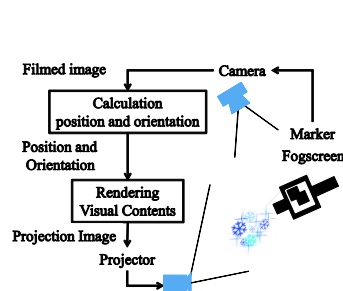 Filmed image
Camera
Calculation
position and orientation
Marker
Fogscreen
Position and
Orientation
Rendering
Visual Contents
Projection Image
Projector